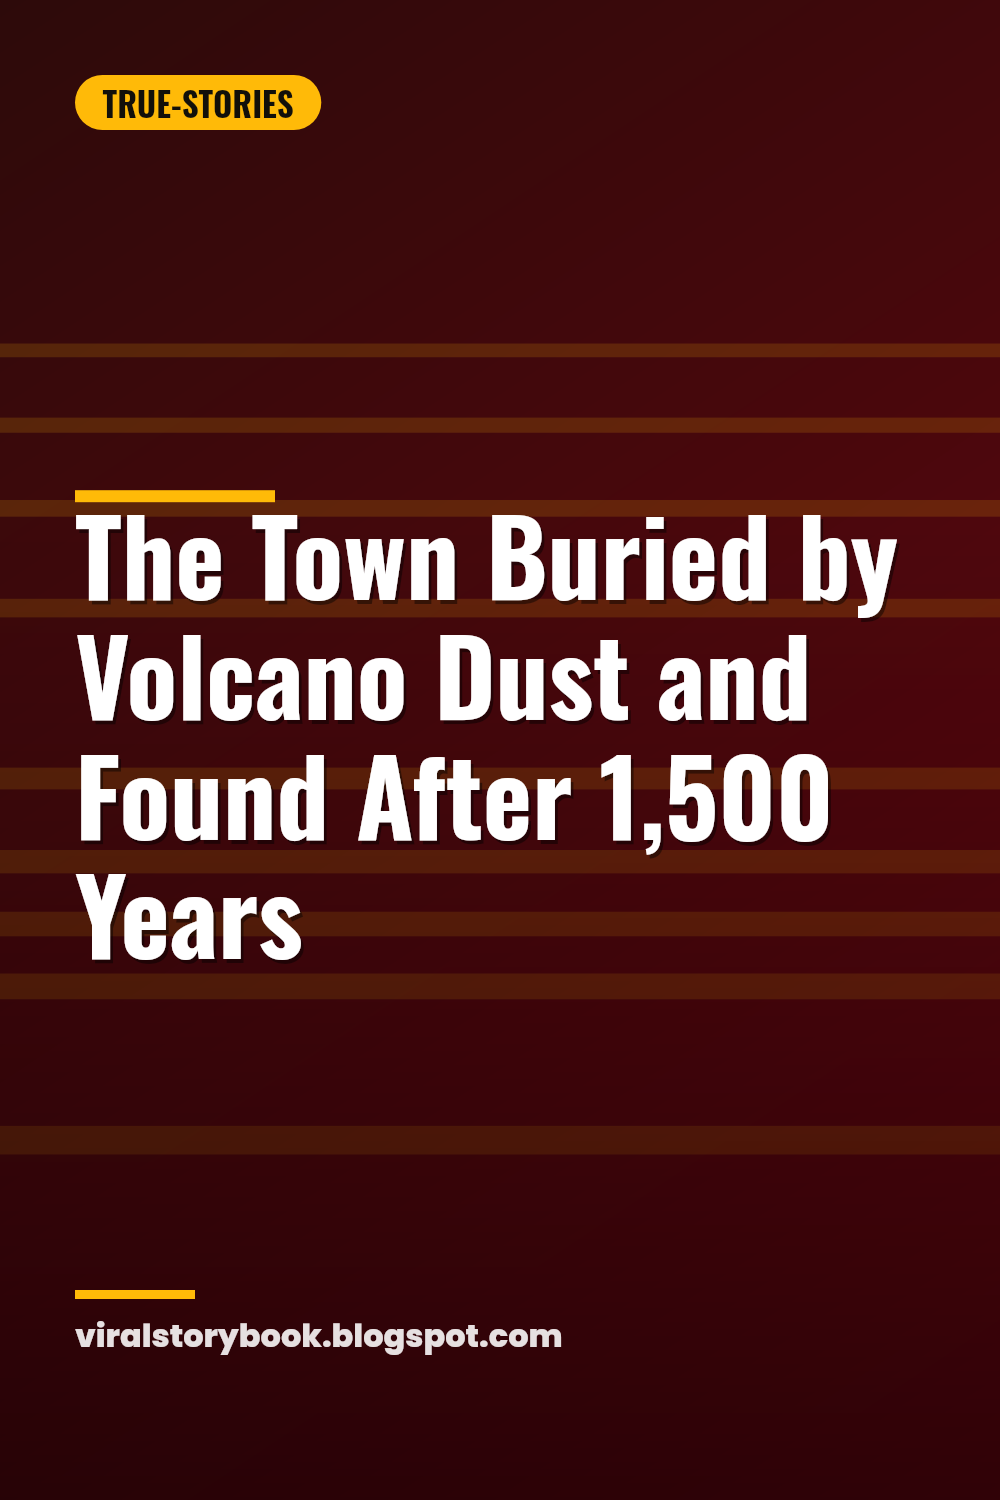 TRUE-STORIES
The Town Buried by
Volcano Dust and
Found After 1,500
Years
viralstorybook.blogspot.com